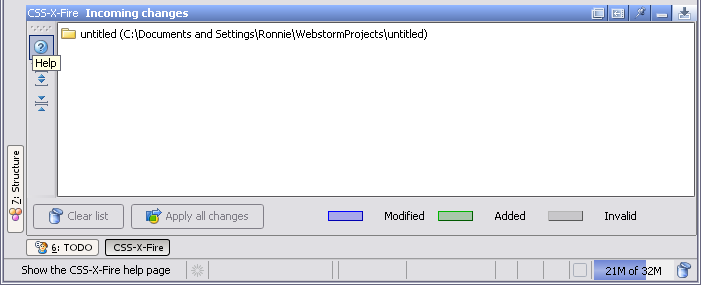 CSS-X-Fire Incoming changes
untitled (C:\Documents and Settings\Ronnie\WebstormProjects\untitled)
Help
Z: Structure
Clear list
Apply all changes
Modified
Added
Invalid
6: TODO
CSS-X-Fire
Show the CSS-X-Fire help page
21M of 32M